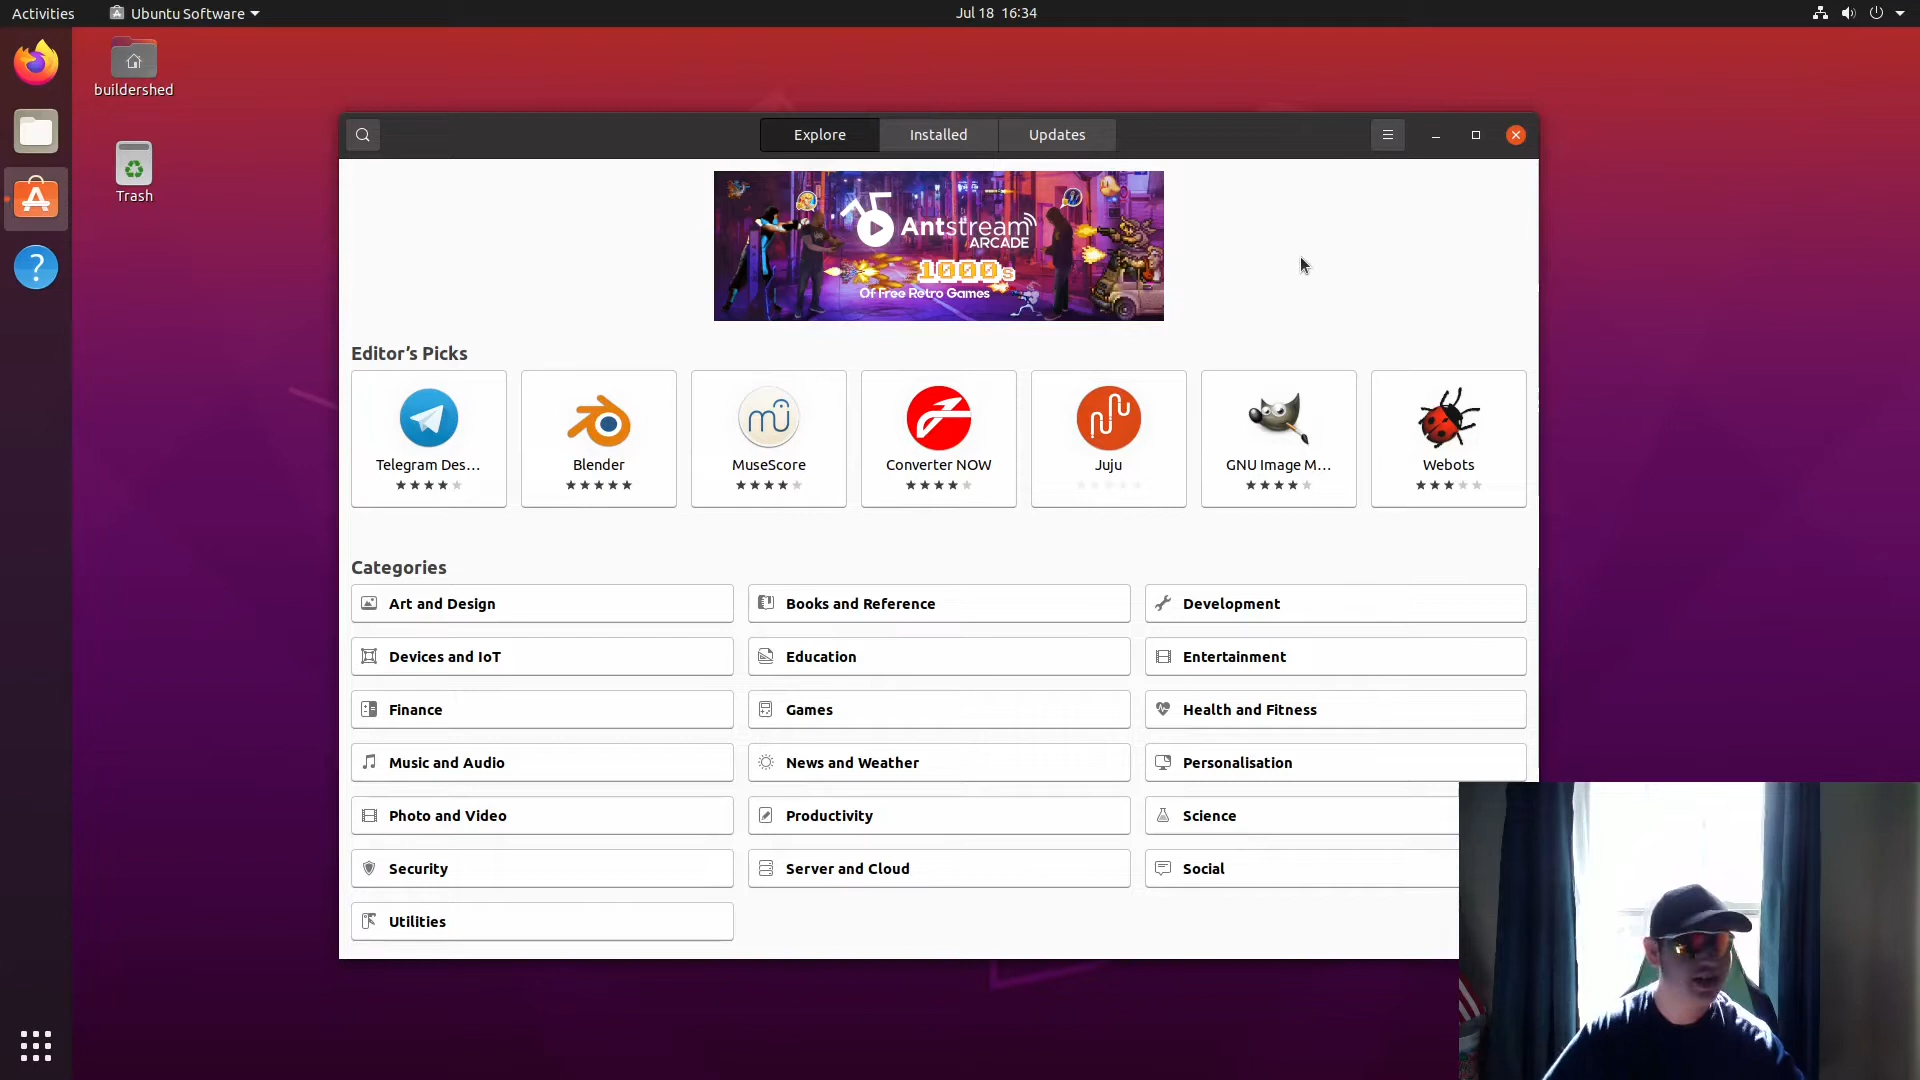 Activities
Ubuntu Software
Jul 18 16:34
buildershed
Trash
Explore
Installed
Updates
Antstream
ARCADE
1000s
Of Free Retro Games
Editor’s Picks
Telegram Des...
Blender
MuseScore
Converter NOW
Juju
GNU Image M...
Webots
Categories
Art and Design
Books and Reference
Development
Devices and IoT
Education
Entertainment
Finance
Games
Health and Fitness
Music and Audio
News and Weather
Personalisation
Photo and Video
Productivity
Science
Security
Server and Cloud
Social
Utilities